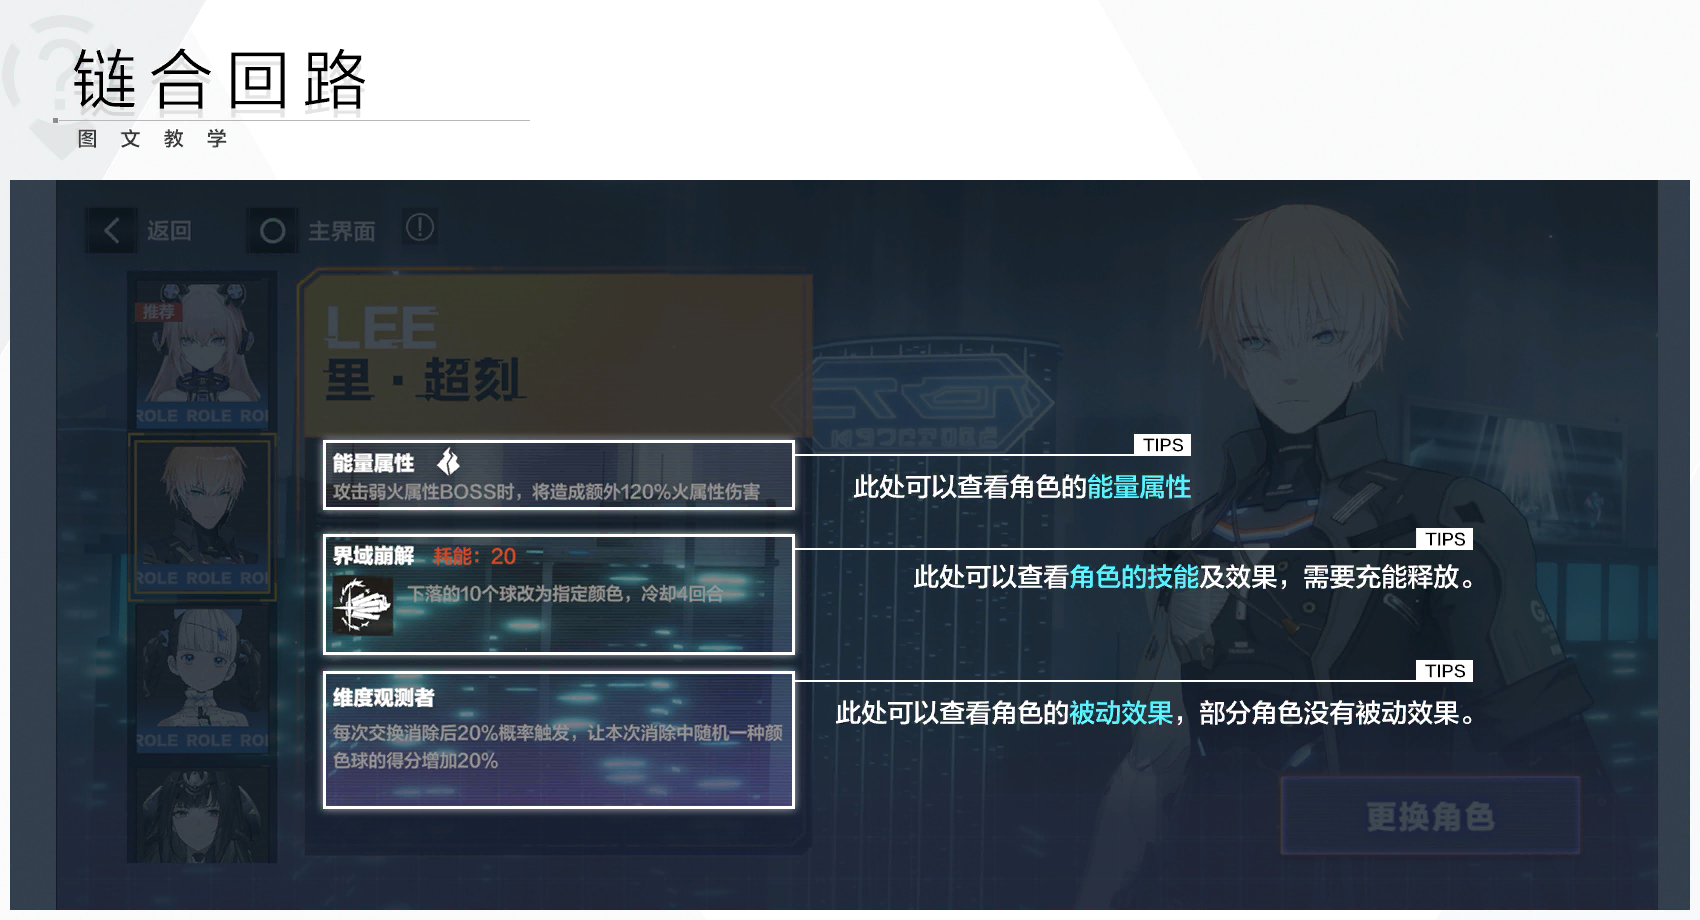 链合回路
图文教学
返回
主界面
推荐
ROLE ROLE ROL
LEE
里·超刻
ROLE ROLE ROL
ROLE ROLE ROL
能量属性
攻击弱火属性BOSS时，将造成额外120%火属性伤害
TIPS
此处可以查看角色的能量属性
界域崩解 耗能：20
下落的10个球改为指定颜色，冷却4回合
TIPS
此处可以查看角色的技能及效果，需要充能释放。
维度观测者
每次交换消除后20%概率触发，让本次消除中随机一种颜
色球的得分增加20%
TIPS
此处可以查看角色的被动效果，部分角色没有被动效果。
更换角色